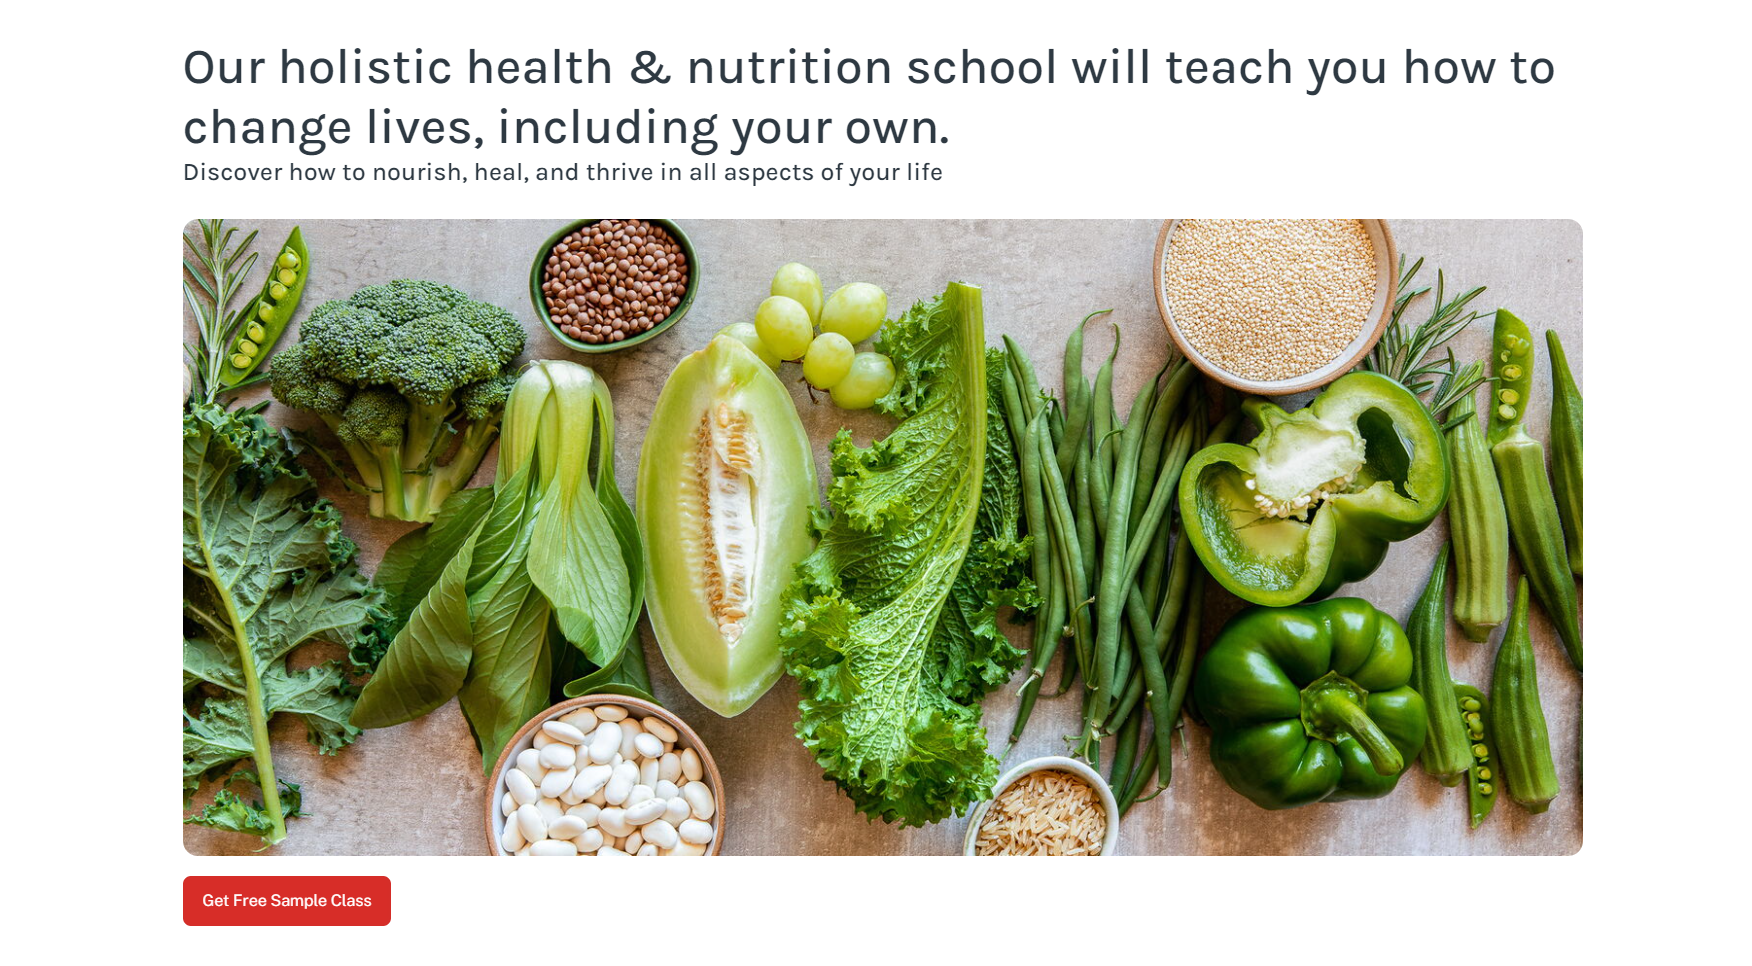 Our holistic health & nutrition school will teach you how to
change lives, including your own.
Discover how to nourish, heal, and thrive in all aspects of your life
Get Free Sample Class